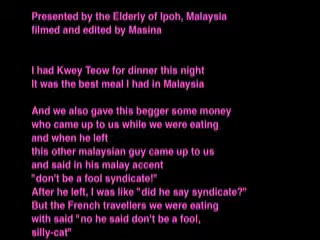 Presented by the Elderly of Ipoh, Malaysia
filmed and edited by Masina
I had Kwey Teow for dinner this night
It was the best meal I had in Malaysia
And we also gave this begger some money
who came up to us while we were eating
and when he left
this other malaysian guy came up to us
and said in his malay accent
"don't be a fool syndicate!"
After he left, I was like "did he say syndicate?"
But the French travellers we were eating
with said "no he said don't be a fool,
silly-cat"